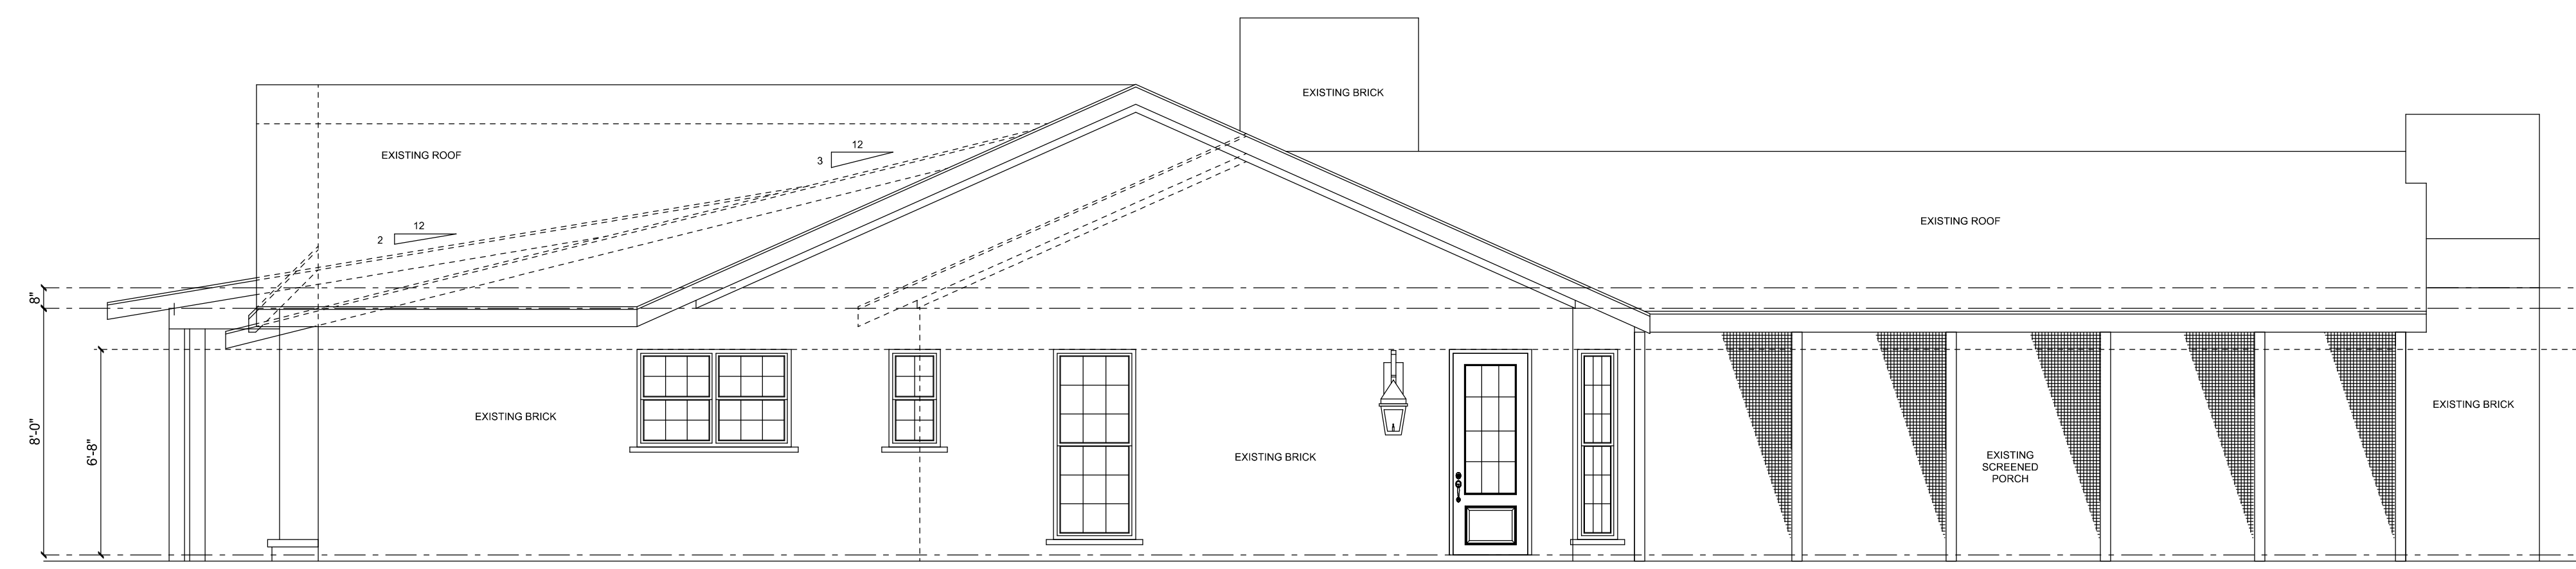 EXISTING BRICK
EXISTING ROOF
12
3
EXISTING ROOF
12
2
8"
8'-0"
6'-8"
EXISTING BRICK
EXISTING BRICK
EXISTING
SCREENED
PORCH
EXISTING BRICK